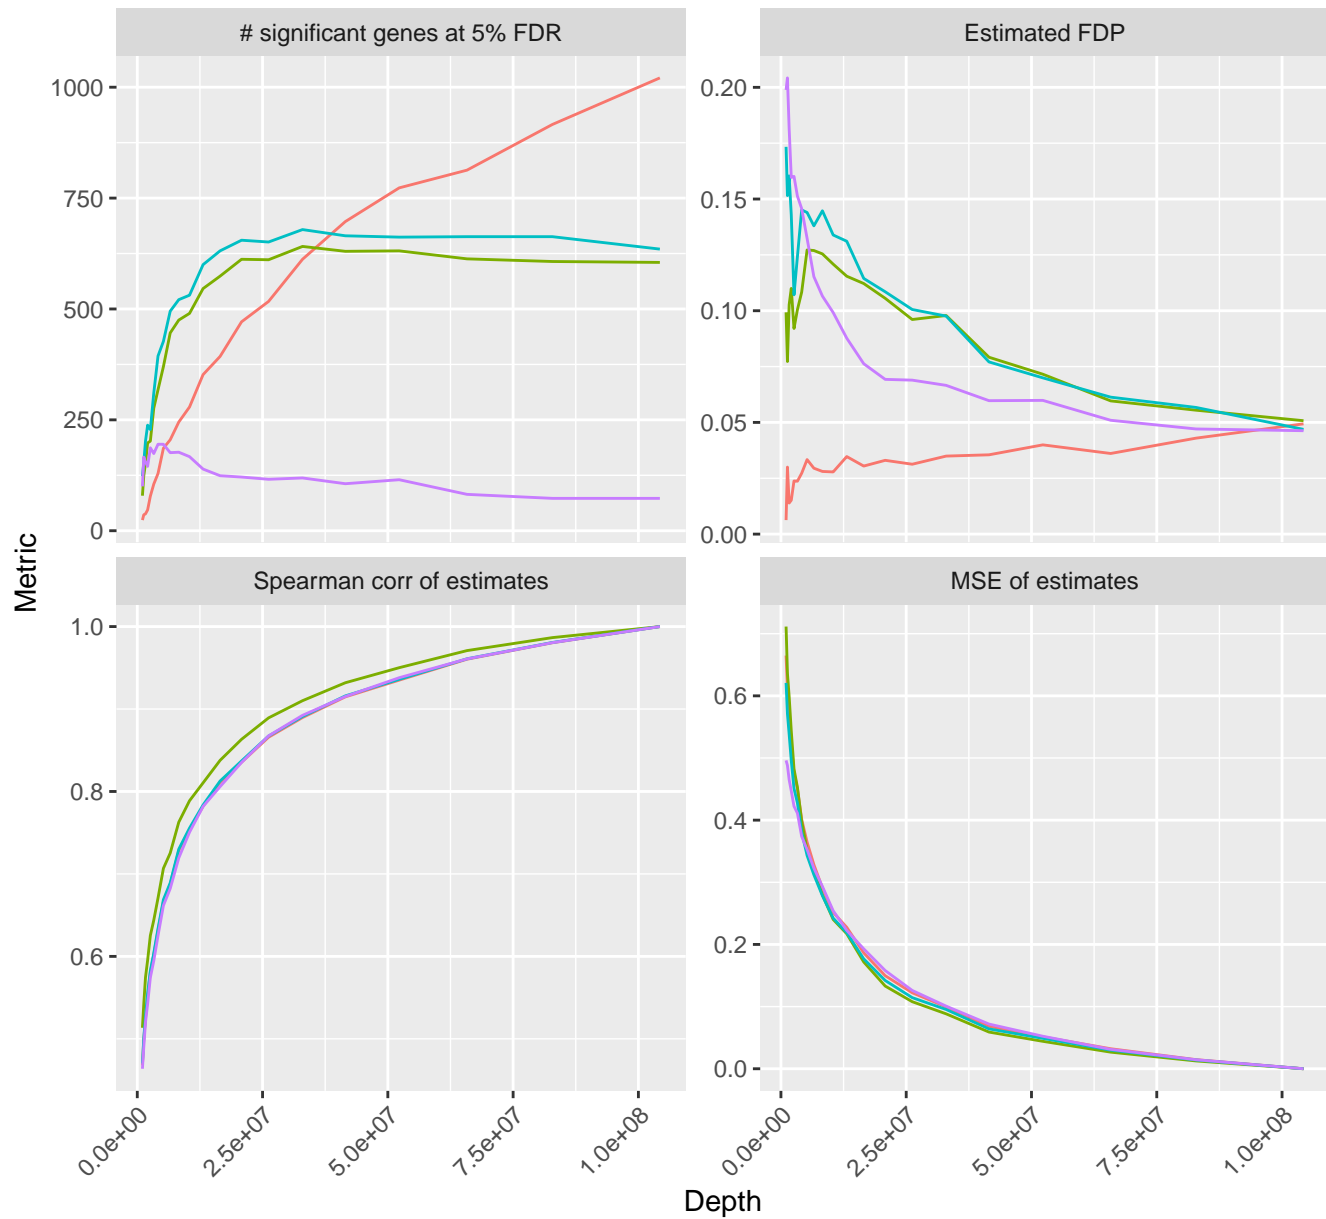 # significant genes at 5% FDR
Estimated FDP
1000
750
500
250
0
0.20
0.15
0.10
0.05
0.00
Metric
Spearman corr of estimates
MSE of estimates
1.0
0.8
0.6
0.6
0.4
0.2
0.0
0.0e+00
2.5e+07
5.0e+07
7.5e+07
1.0e+08
0.0e+00
2.5e+07
5.0e+07
7.5e+07
1.0e+08
Depth